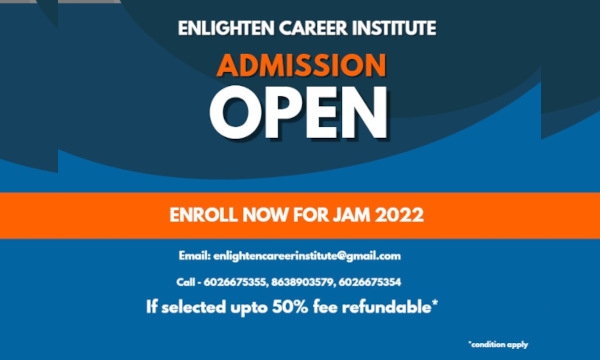 ENLIGHTEN CAREER INSTITUTE
ADMISSION
OPEN
ENROLL NOW FOR JAM 2022
Email: enlightencareerinstitute@gmail.com
Call - 6026675355, 8638903579, 6026675354
If selected upto 50% fee refundable*
*condition apply